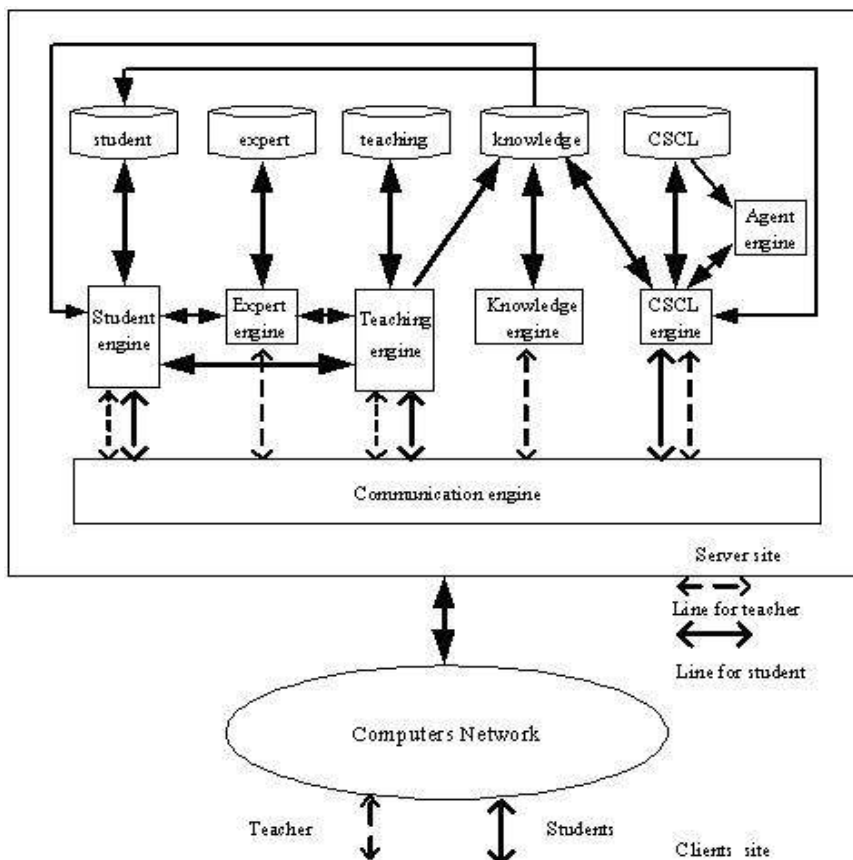 student
expert
teaching
knowledge
CSCL
Agent
engine
Student
engine
Expert
engine
Teaching
engine
Knowledge
engine
CSCL
engine
Communication engine
Server site
Line for teacher
Line for student
Computers Network
Teacher
Students
Clients site